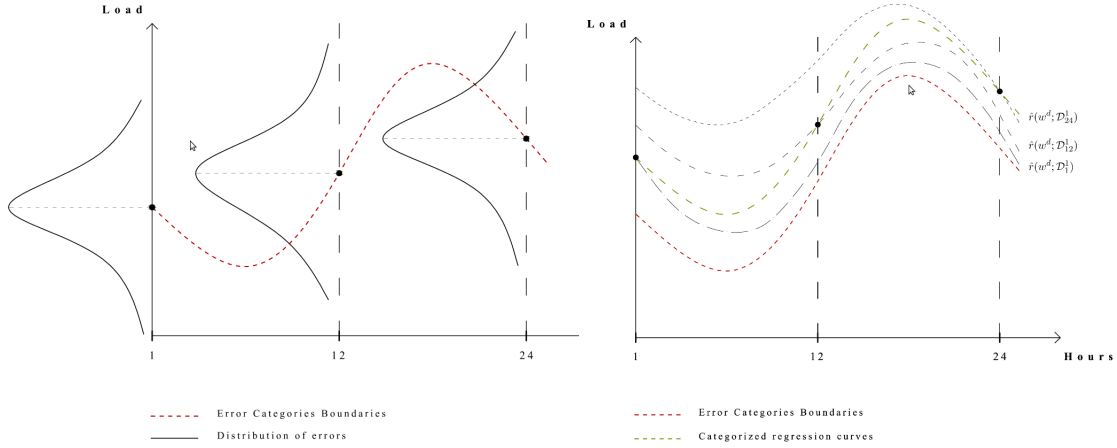 Load
1
12
24
Error Categories Boundaries
Distribution of errors
Load
r̂(w^d; 𝒟^1_24)
r̂(w^d; 𝒟^1_12)
r̂(w^d; 𝒟^1_1)
1
12
24
Hours
Error Categories Boundaries
Categorized regression curves